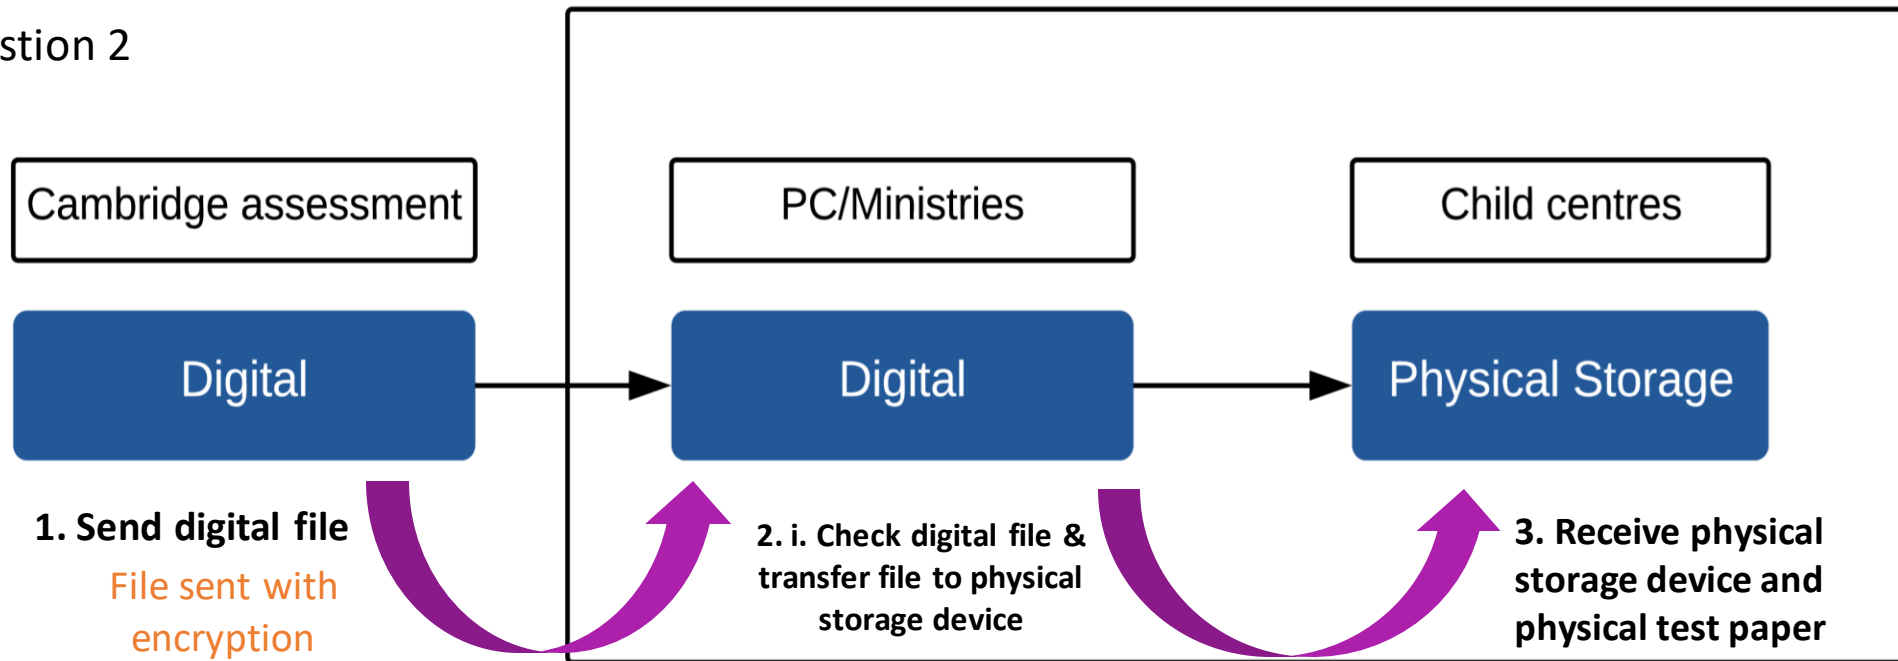 stion 2
Cambridge assessment
PC/Ministries
Child centres
Digital
Digital
Physical Storage
1. Send digital file
File sent with
encryption
2. i. Check digital file &
transfer file to physical
storage device
3. Receive physical
storage device and
physical test paper